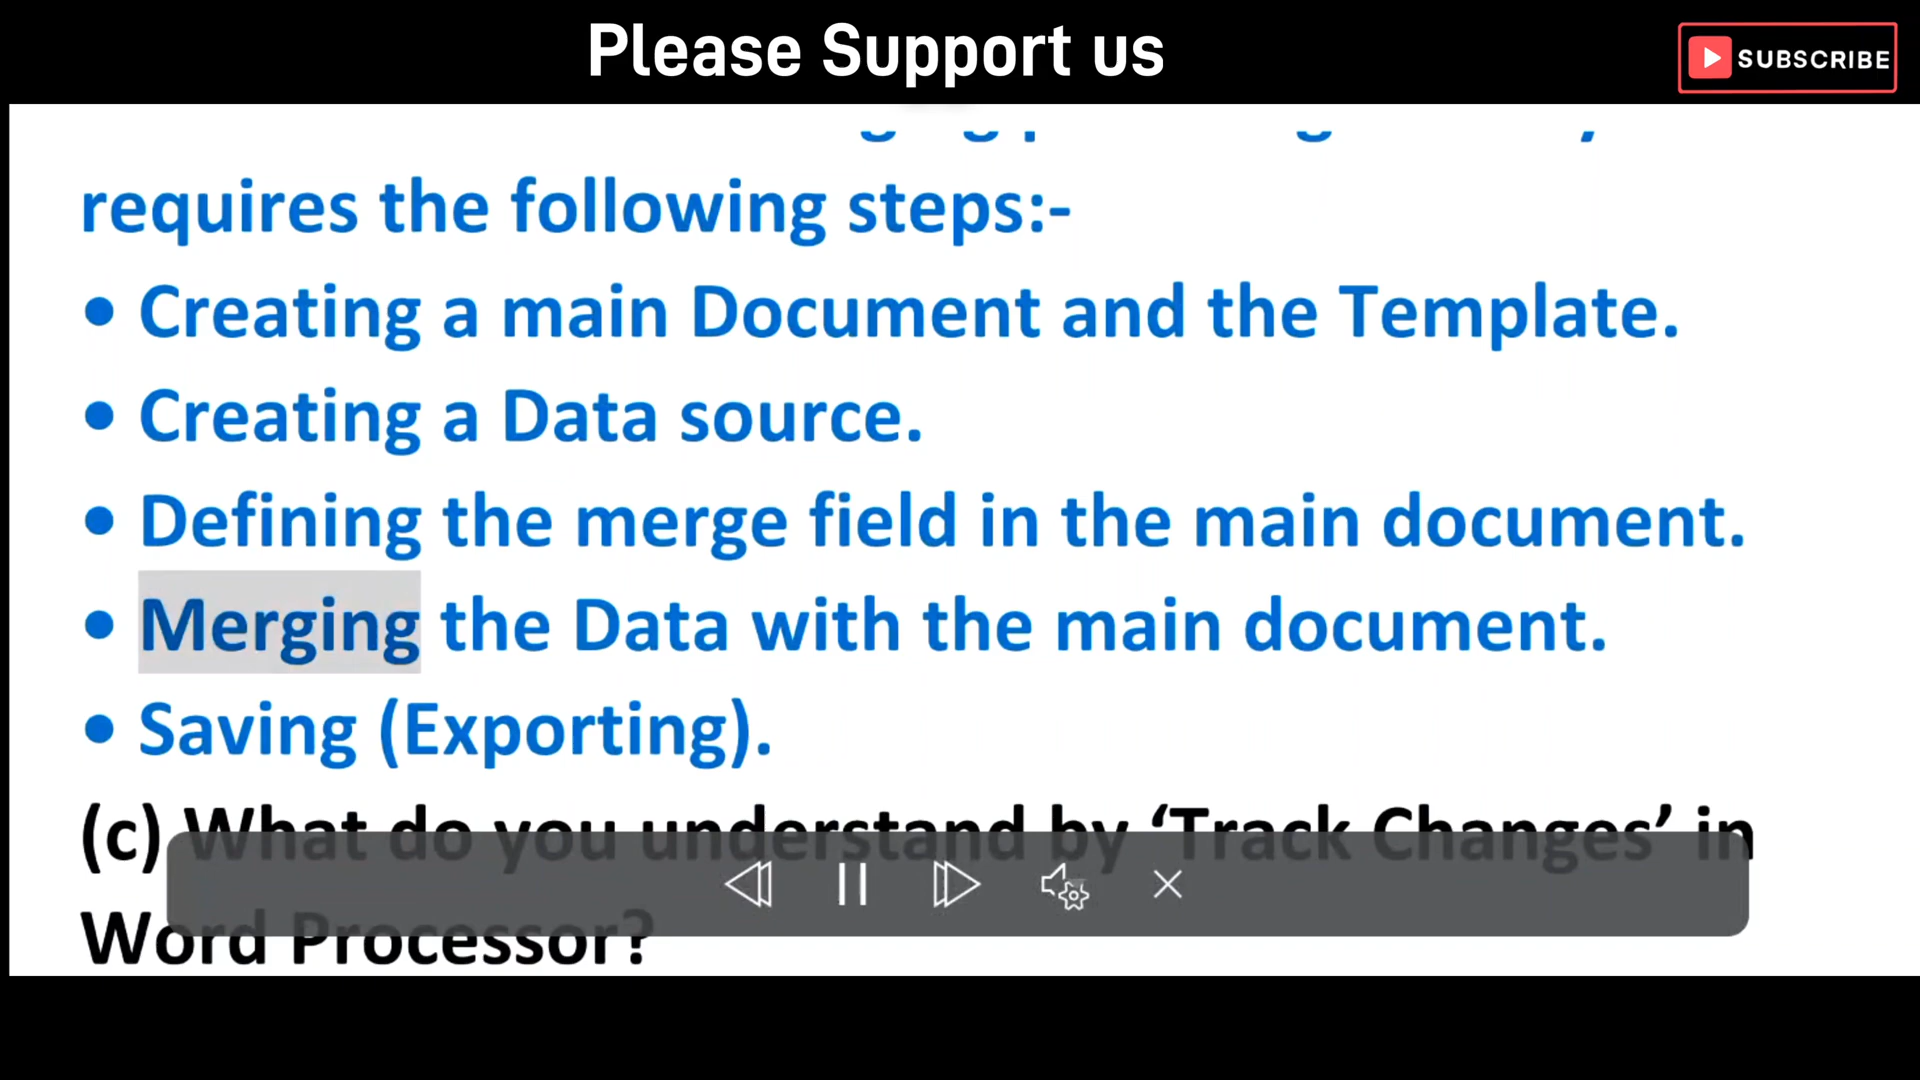 Please Support us
SUBSCRIBE
requires the following steps:-
• Creating a main Document and the Template.
• Creating a Data source.
• Defining the merge field in the main document.
• Merging the Data with the main document.
• Saving (Exporting).
(c) What do you understand by ‘Track Changes’ in
Word Processor?